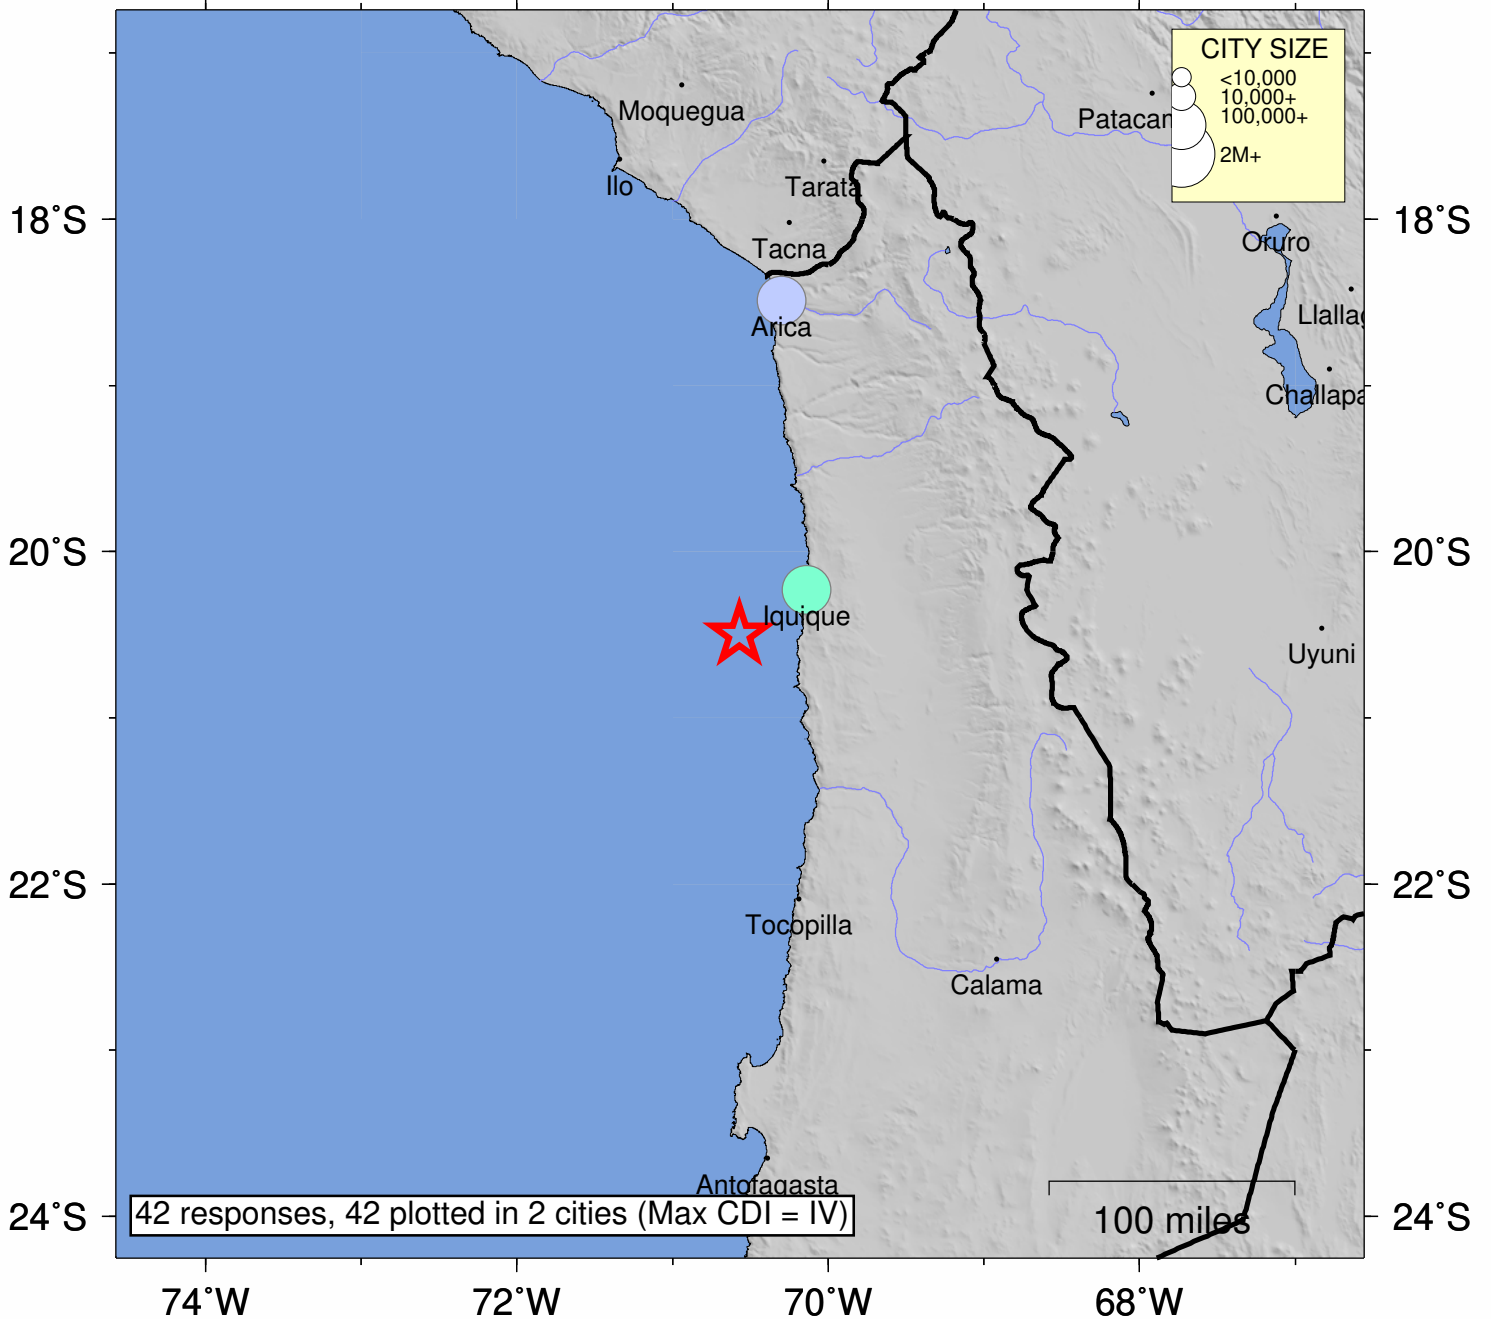 CITY SIZE
<10,000
10,000+
100,000+
2M+
Moquegua
Patacan
Ilo
Tarata
18°S
18°S
Tacna
Oruro
Arica
Llallag
Challapa
20°S
20°S
Iquique
Uyuni
22°S
22°S
Tocopilla
Calama
Antofagasta
42 responses, 42 plotted in 2 cities (Max CDI = IV)
100 miles
24°S
24°S
74°W
72°W
70°W
68°W